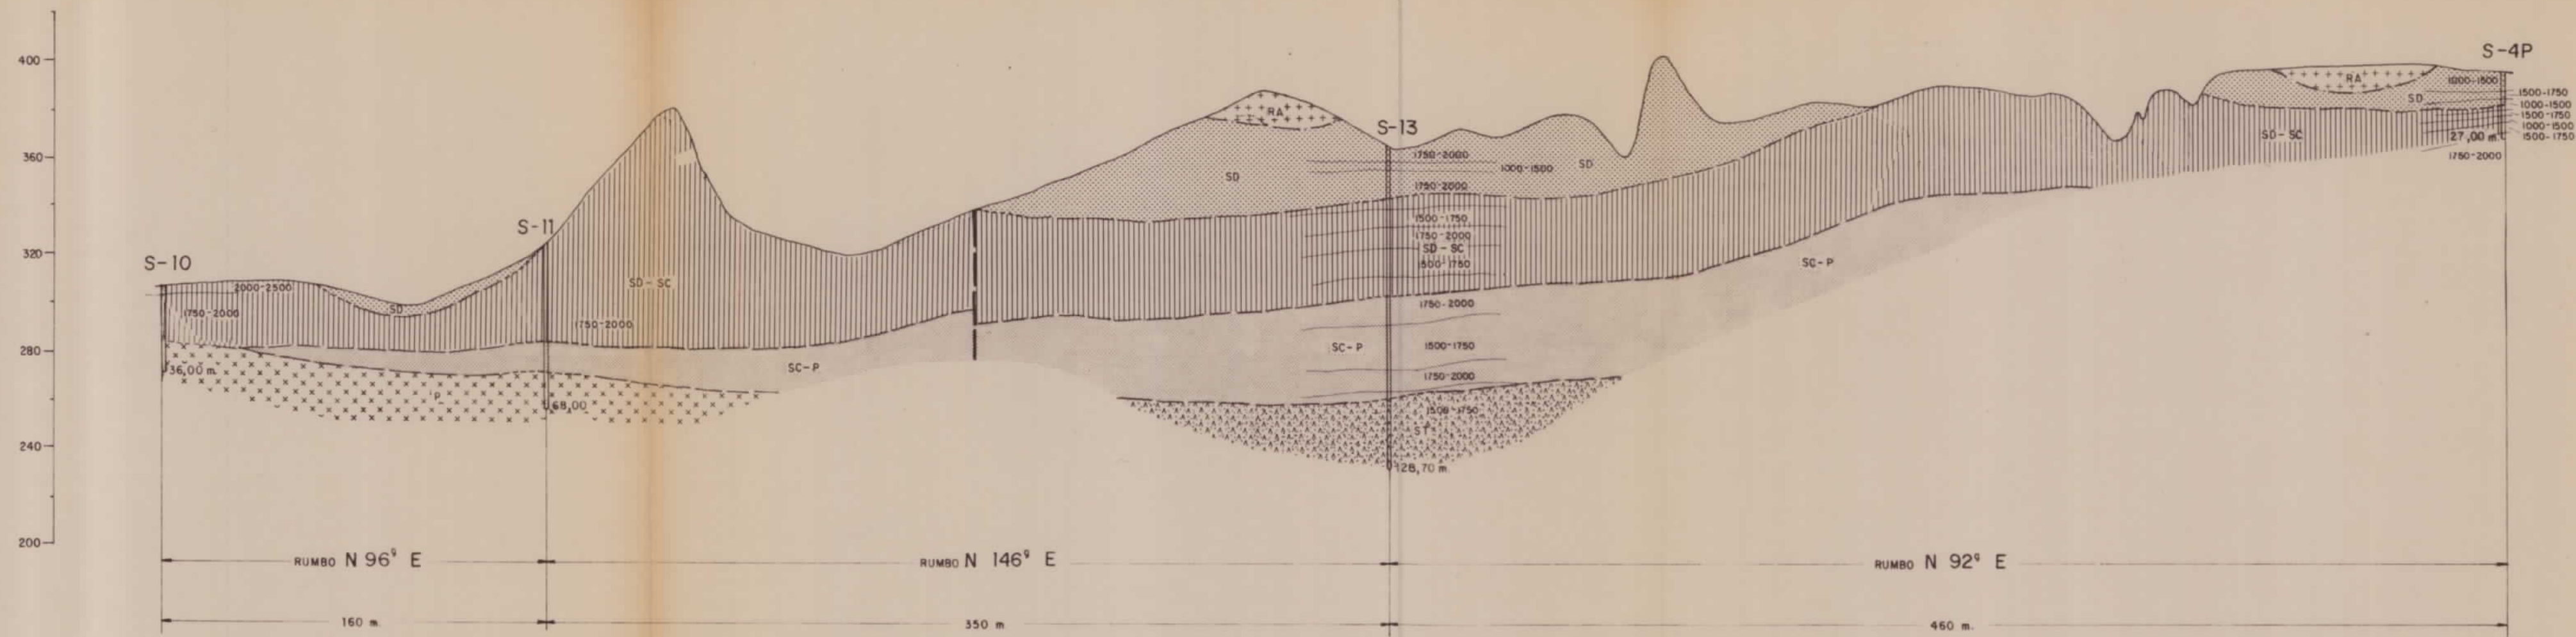 400
360
320
280
240
200
S-10
S-11
S-13
S-4P
RA
RA
SD
SD
SD
SD
SD-SC
SD-SC
SD-SC
SC-P
SC-P
SC-P
P
ST
2000-2500
1750-2000
1750-2000
36,00 m.
68,00
1750-2000
1000-1500
1750-2000
1500-1750
1750-2000
1500-1750
1750-2000
1500-1750
1750-2000
1500-1750
128,70 m.
1000-1500
1500-1750
1000-1500
1500-1750
1000-1500
1500-1750
27,00 m.
1750-2000
RUMBO N 96ᵍ E
RUMBO N 146ᵍ E
RUMBO N 92ᵍ E
160 m.
350 m
460 m.